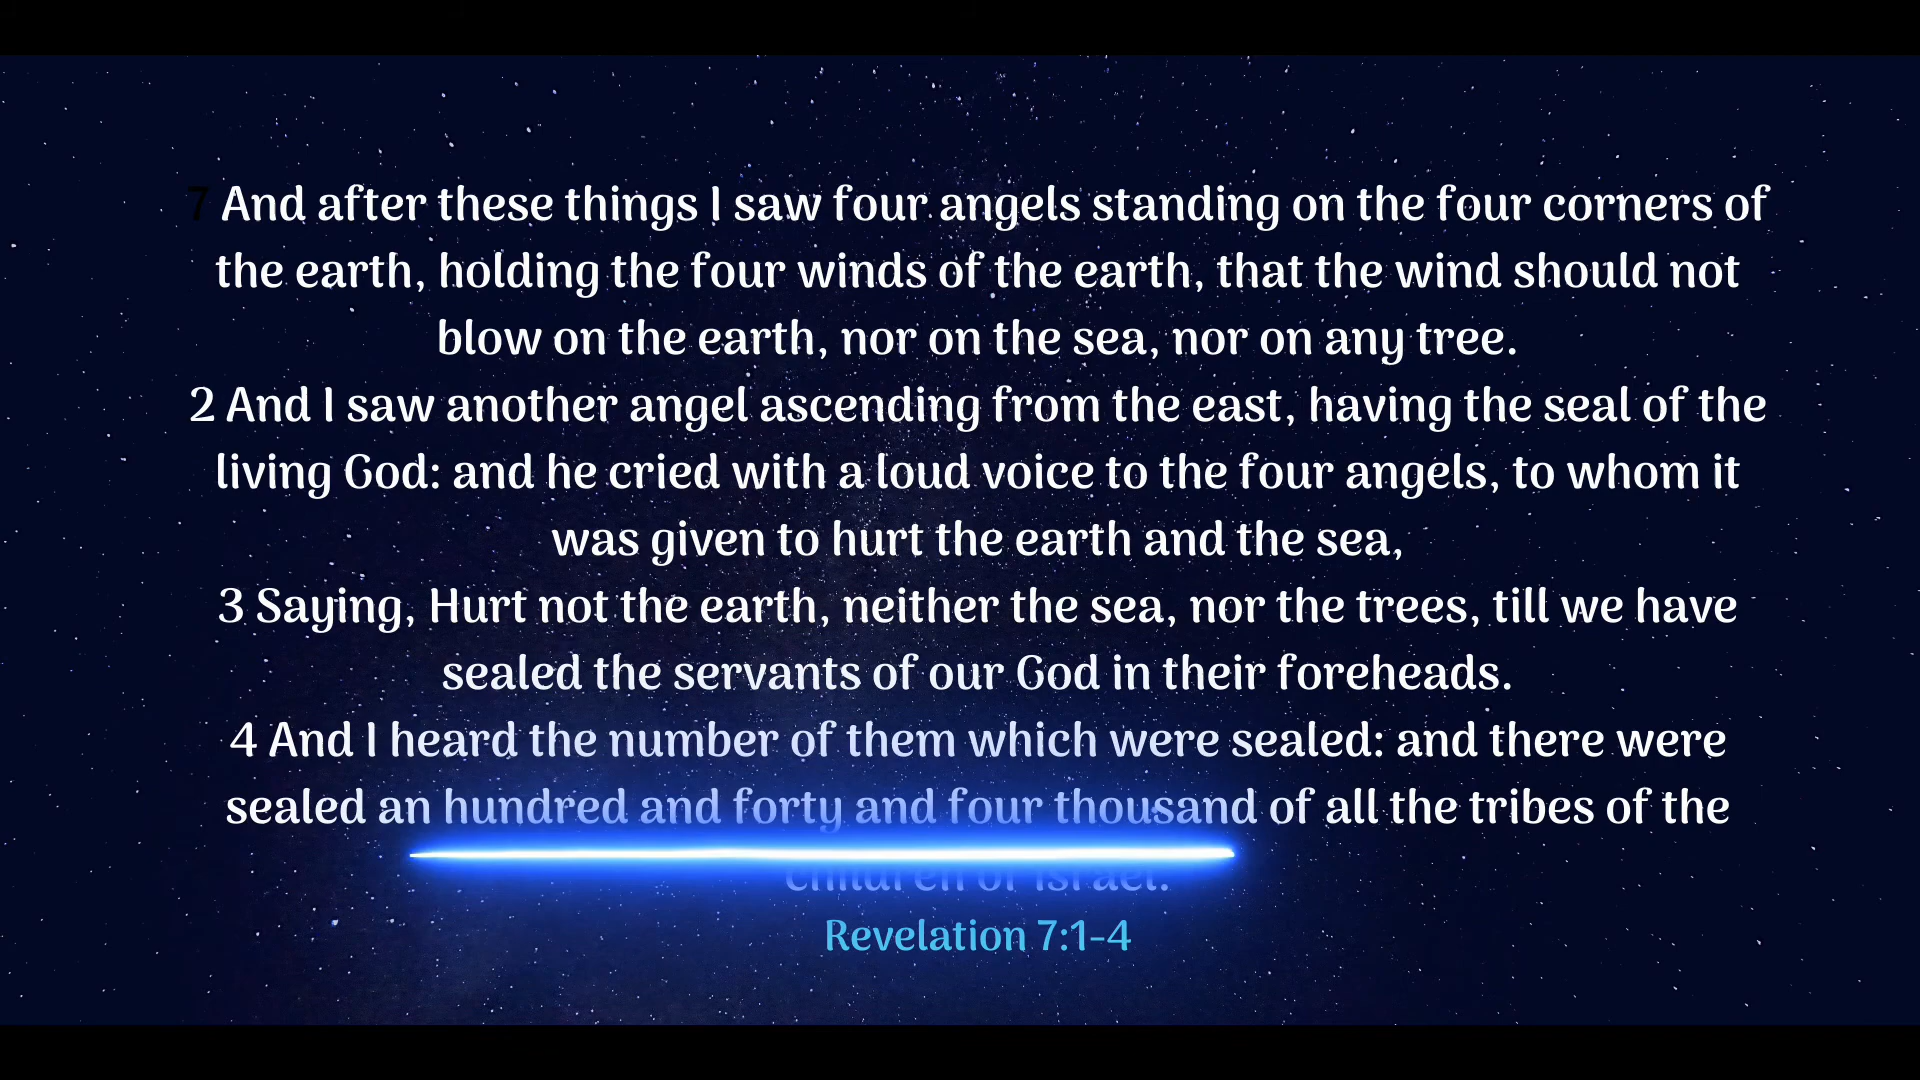 7 And after these things I saw four angels standing on the four corners of
the earth, holding the four winds of the earth, that the wind should not
blow on the earth, nor on the sea, nor on any tree.
2 And I saw another angel ascending from the east, having the seal of the
living God: and he cried with a loud voice to the four angels, to whom it
was given to hurt the earth and the sea,
3 Saying, Hurt not the earth, neither the sea, nor the trees, till we have
sealed the servants of our God in their foreheads.
4 And I heard the number of them which were sealed: and there were
sealed an hundred and forty and four thousand of all the tribes of the
children of Israel.
Revelation 7:1-4